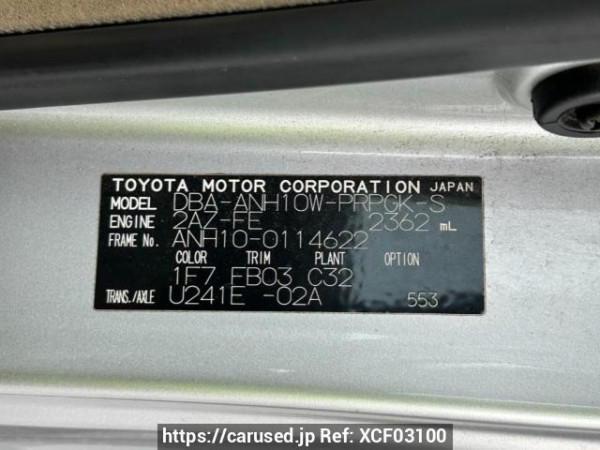 TOYOTA MOTOR CORPORATION JAPAN
MODEL DBA-ANH10W-PRPGK-S
ENGINE 2AZ-FE 2362 mL
FRAME No. ANH10-0114622
COLOR TRIM PLANT OPTION
1F7 FB03 C32
TRANS./AXLE U241E -02A 553
https://carused.jp Ref: XCF03100